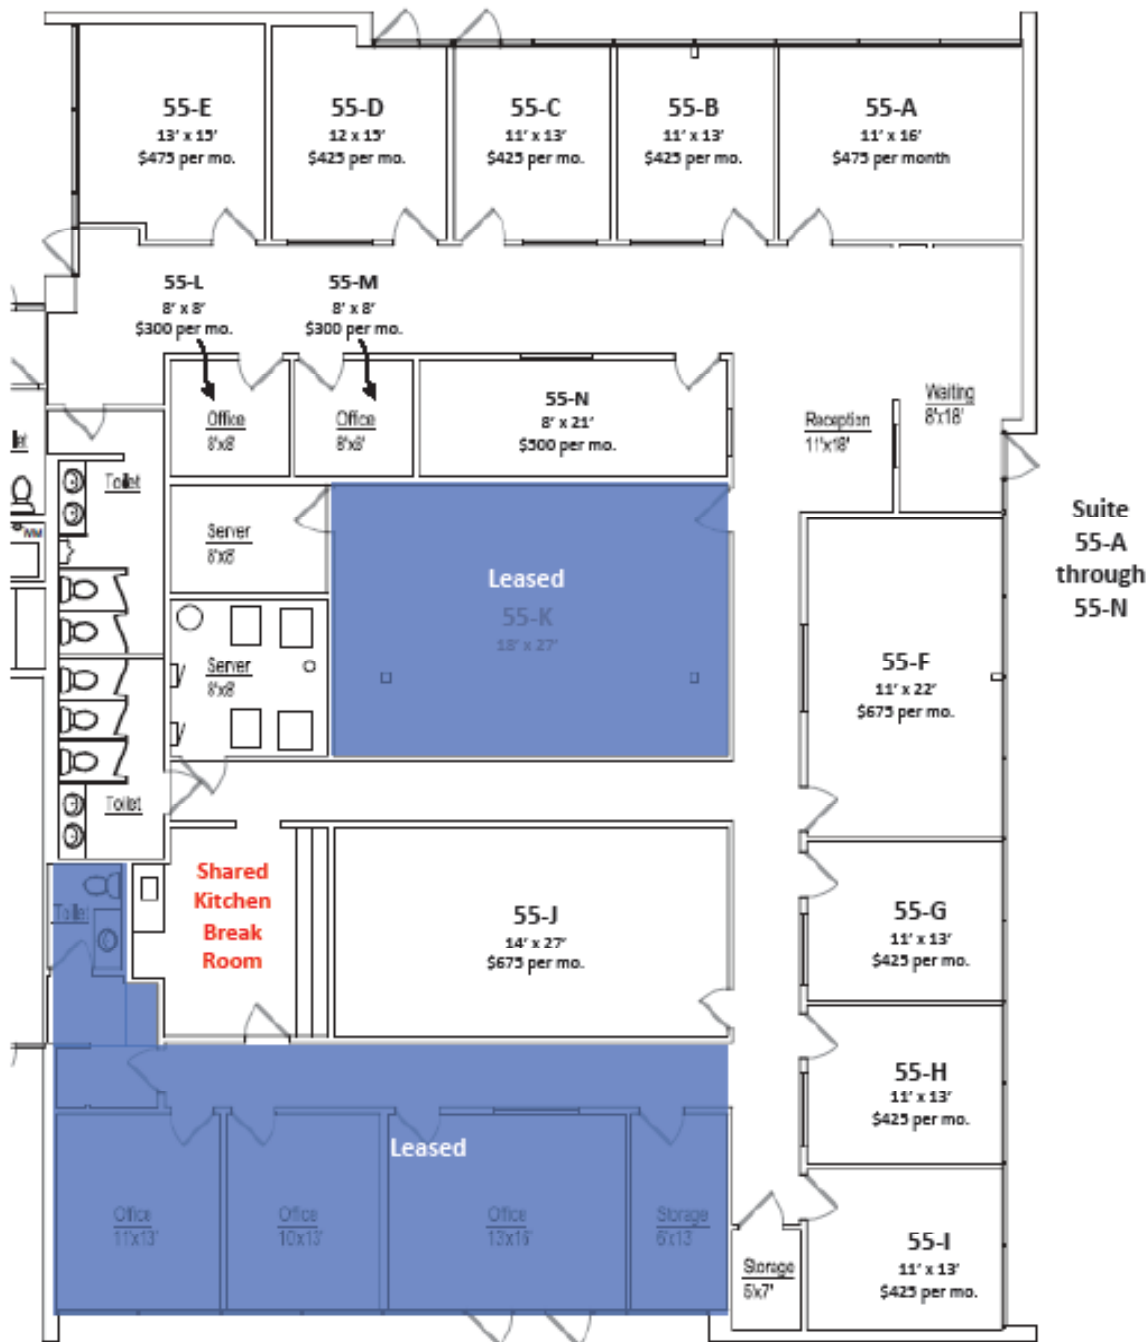 55-E
13' x 15'
$475 per mo.
55-D
12 x 15'
$425 per mo.
55-C
11' x 13'
$425 per mo.
55-B
11' x 13'
$425 per mo.
55-A
11' x 16'
$475 per month
55-L
8' x 8'
$300 per mo.
55-M
8' x 8'
$300 per mo.
Office
8'x8'
Office
8'x8'
55-N
8' x 21'
$500 per mo.
Reception
11'x18'
Waiting
8'x18'
Toilet
WM
Server
8'x8'
Leased
55-K
18' x 27'
Suite
55-A
through
55-N
Server
8'x8'
55-F
11' x 22'
$675 per mo.
Toilet
Shared
Kitchen
Break
Room
55-J
14' x 27'
$675 per mo.
55-G
11' x 13'
$425 per mo.
Toilet
55-H
11' x 13'
$425 per mo.
Leased
Office
11'x13'
Office
10'x13'
Office
13'x16'
Storage
6'x13'
Storage
5'x7'
55-I
11' x 13'
$425 per mo.